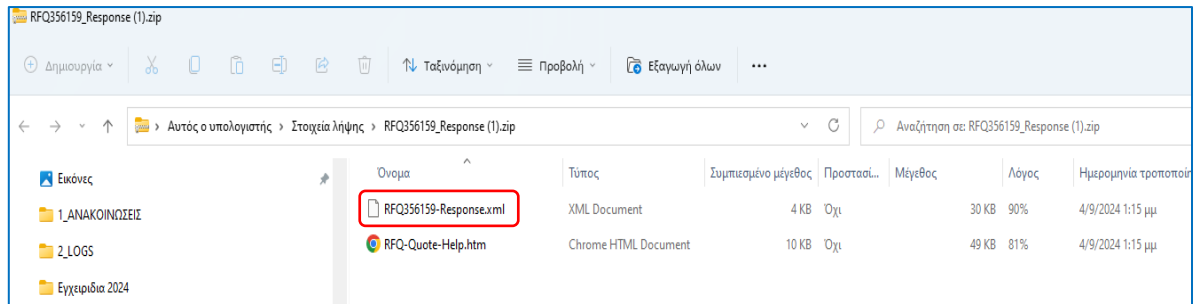 RFQ356159_Response (1).zip
Δημιουργία Ταξινόμηση Προβολή Εξαγωγή όλων
Αυτός ο υπολογιστής > Στοιχεία λήψης > RFQ356159_Response (1).zip Αναζήτηση σε: RFQ356159_Response (1).zip
Εικόνες Όνομα Τύπος Συμπιεσμένο μέγεθος Προστασί... Μέγεθος Λόγος Ημερομηνία τροποποίη
1_ΑΝΑΚΟΙΝΩΣΕΙΣ RFQ356159-Response.xml XML Document 4 KB Όχι 30 KB 90% 4/9/2024 1:15 μμ
2_LOGS RFQ-Quote-Help.htm Chrome HTML Document 10 KB Όχι 49 KB 81% 4/9/2024 1:15 μμ
Εγχειριδια 2024